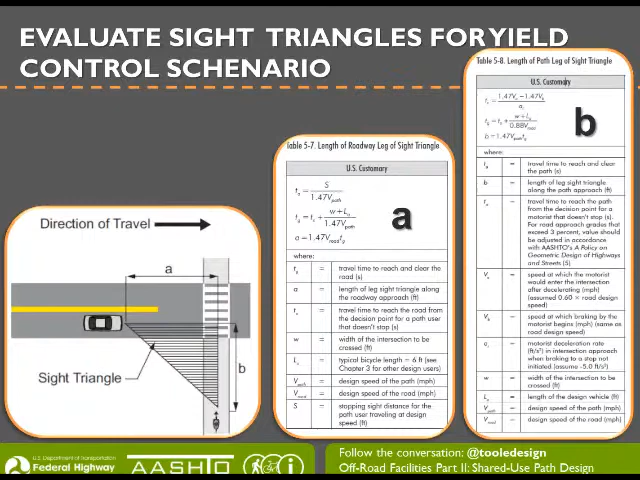 EVALUATE SIGHT TRIANGLES FOR YIELD
CONTROL SCHENARIO
Direction of Travel
a
Sight Triangle
b
Table 5-7. Length of Roadway Leg of Sight Triangle
U.S. Customary
a
where:
travel time to reach and clear the
road (s)
a = length of leg sight triangle along
the roadway approach (ft)
travel time to reach the road from
the decision point for a path user
that doesn't stop (s)
w = width of the intersection to be
crossed (ft)
typical bicycle length = 6 ft (see
Chapter 3 for other design users)
V path = design speed of the path (mph)
V road = design speed of the road (mph)
S = stopping sight distance for the
path user traveling at design
speed (ft)
Table 5-8. Length of Path Leg of Sight Triangle
U.S. Customary
b
where:
travel time to reach and clear
the path (s)
b = length of leg sight triangle
along the path approach (ft)
travel time to reach the path
from the decision point for a
motorist that doesn't stop (s).
For road approach grades that
exceed 3 percent, value should
be adjusted in accordance
with AASHTO's A Policy on
Geometric Design of Highways
and Streets (5)
speed at which the motorist
would enter the intersection
after decelerating (mph)
(assumed 0.60 × road design
speed)
speed at which braking by the
motorist begins (mph) (same as
road design speed)
motorist deceleration rate
(ft/s²) in intersection approach
when braking to a stop not
initiated (assume -5.0 ft/s²)
w = width of the intersection to be
crossed (ft)
length of the design vehicle (ft)
V path = design speed of the path (mph)
V road = design speed of the road (mph)
U.S. Department of Transportation
Federal Highway
AASHTO
Follow the conversation: @tooledesign
Off-Road Facilities Part II: Shared-Use Path Design